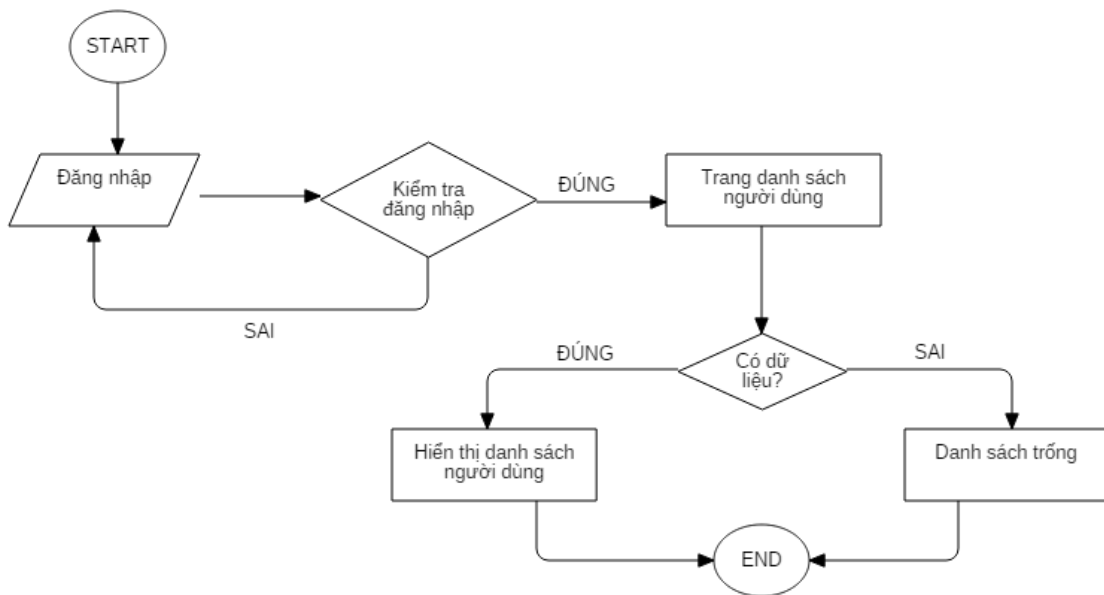 START
Đăng nhập
Kiểm tra
đăng nhập
ĐÚNG
Trang danh sách
người dùng
SAI
Có dữ
liệu?
ĐÚNG
SAI
Hiển thị danh sách
người dùng
Danh sách trống
END